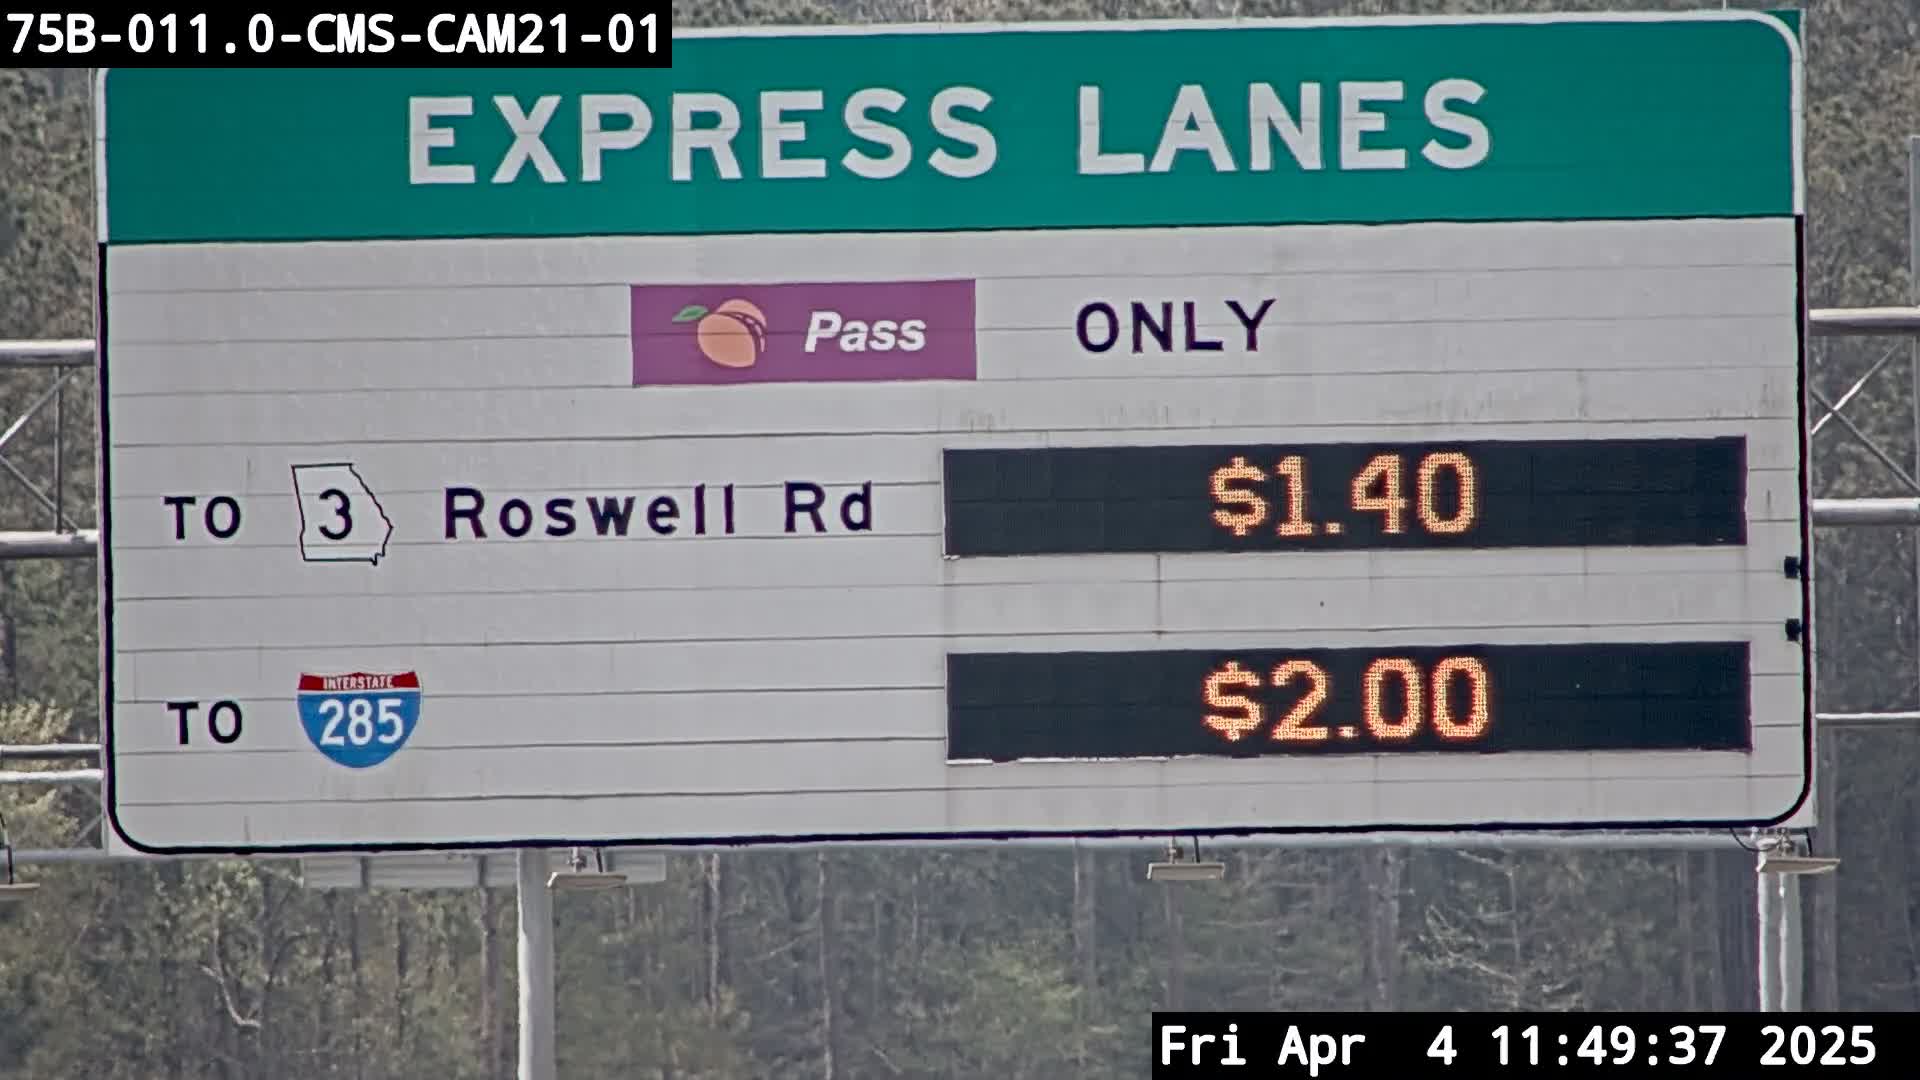 75B-011.0-CMS-CAM21-01
EXPRESS LANES
Pass ONLY
TO 3 Roswell Rd $1.40
TO INTERSTATE 285 $2.00
Fri Apr 4 11:49:37 2025